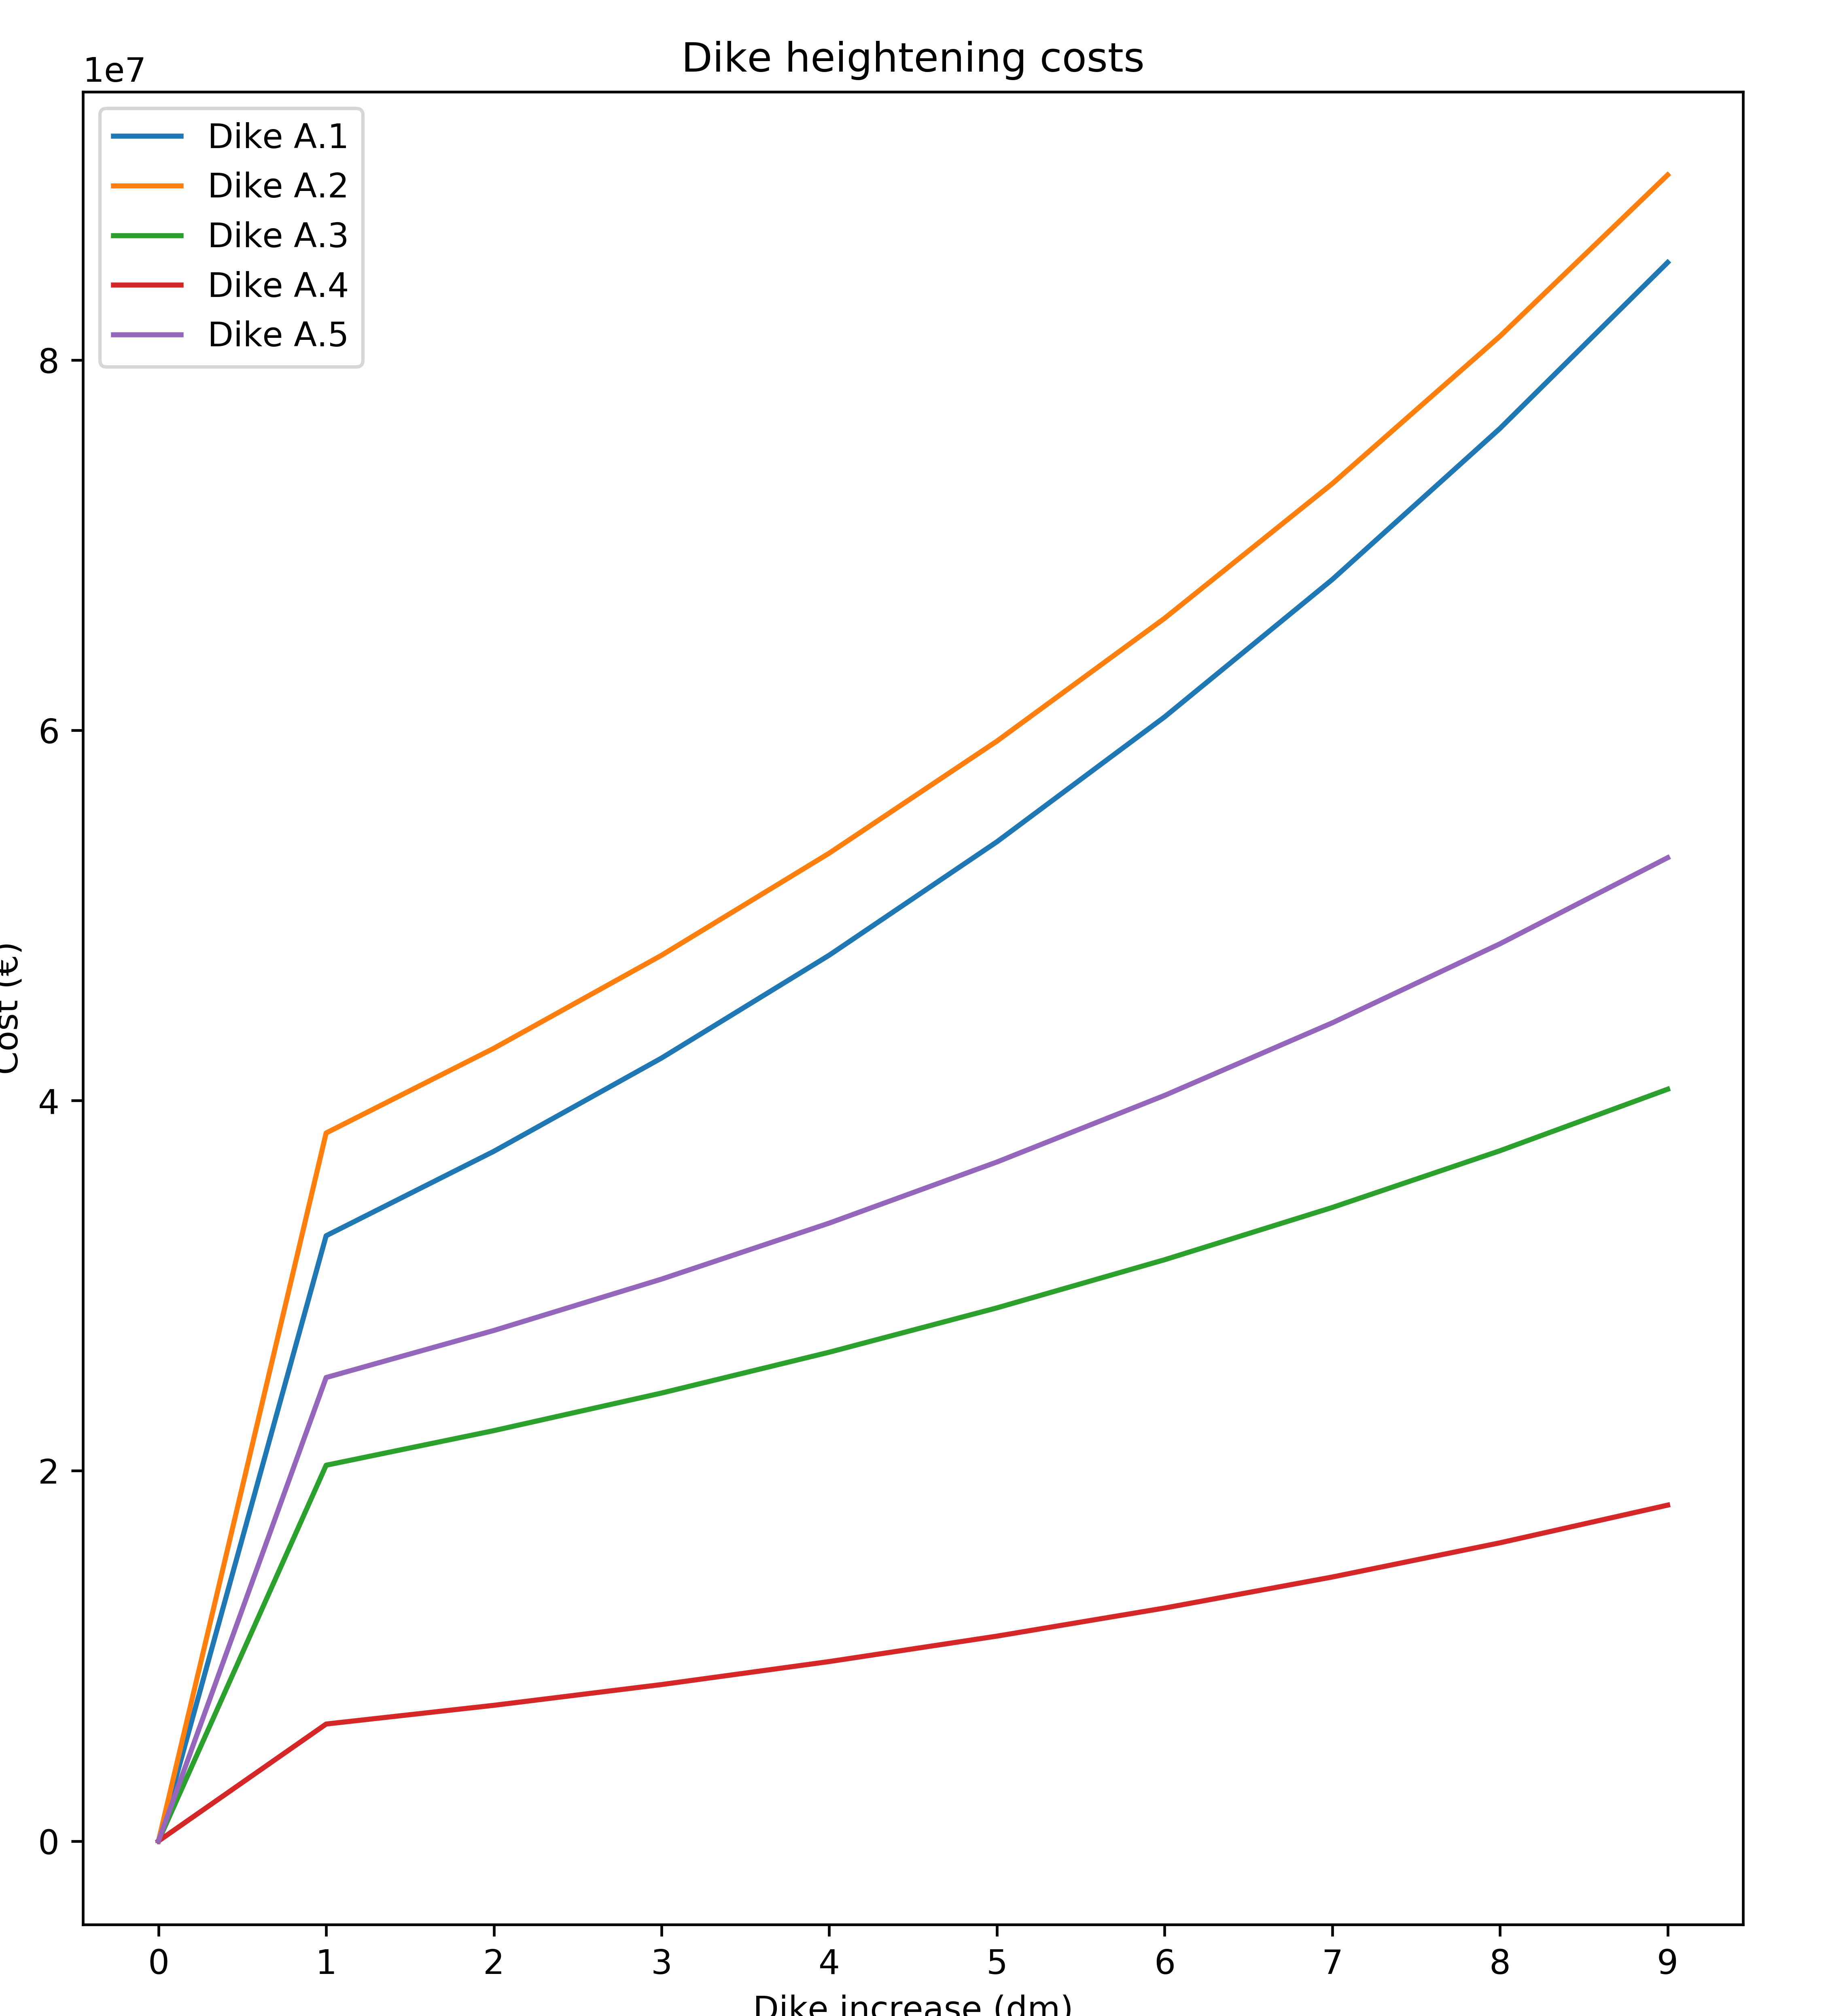 Dike heightening costs
1e7
Dike A.1
Dike A.2
Dike A.3
Dike A.4
Dike A.5
8
6
4
2
0
Cost (€)
0 1 2 3 4 5 6 7 8 9
Dike increase (dm)